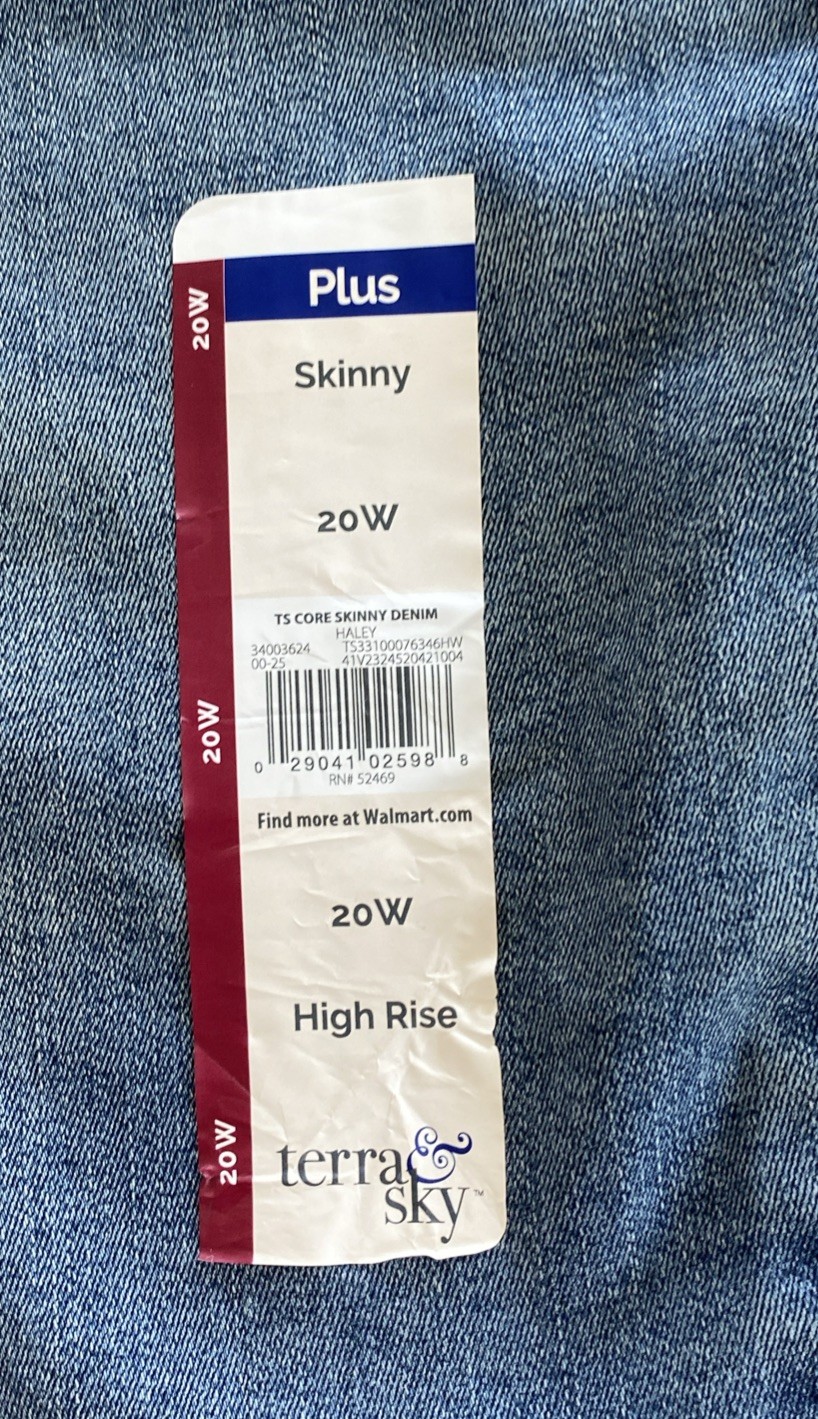 Plus
20W
Skinny
20W
TS CORE SKINNY DENIM
HALEY
34003624 TS33100076346HW
00-25 41V2324520421004
0 29041 02598 8
RN# 52469
20W
Find more at Walmart.com
20W
High Rise
20W
terra &
sky™